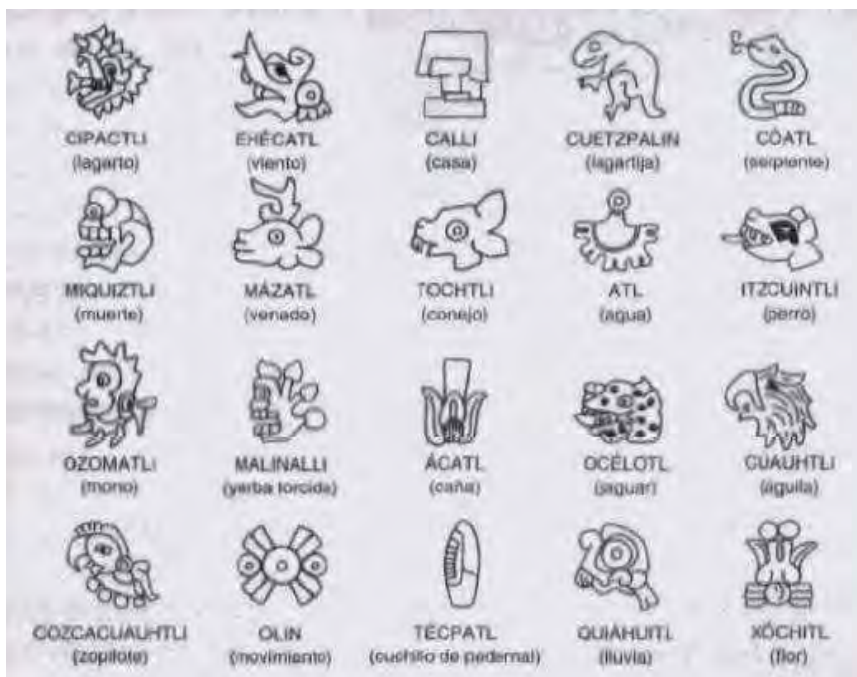 CIPACTLI EHÉCATL CALLI CUETZPALIN CÓATL
(lagarto) (viento) (casa) (lagartija) (serpiente)
MIQUIZTLI MÁZATL TOCHTLI ATL ITZCUINTLI
(muerte) (venado) (conejo) (agua) (perro)
OZOMATLI MALINALLI ÁCATL OCÉLOTL CUAUHTLI
(mono) (yerba torcida) (caña) (jaguar) (águila)
COZCACUAUHTLI OLIN TÉCPATL QUIÁHUITL XÓCHITL
(zopilote) (movimiento) (cuchillo de pedernal) (lluvia) (flor)